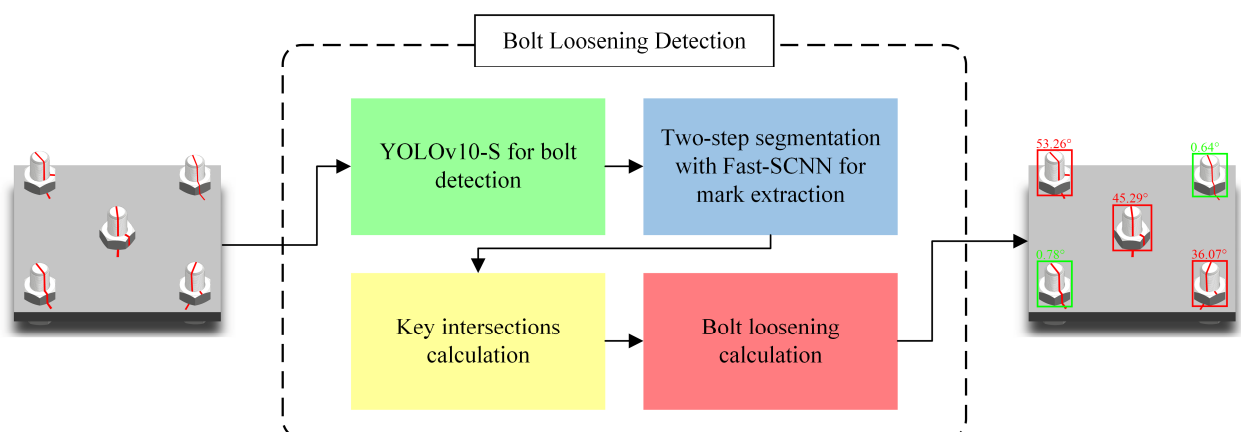 Bolt Loosening Detection
YOLOv10-S for bolt
detection
Two-step segmentation
with Fast-SCNN for
mark extraction
Key intersections
calculation
Bolt loosening
calculation
53.26°
0.64°
45.29°
0.78°
36.07°